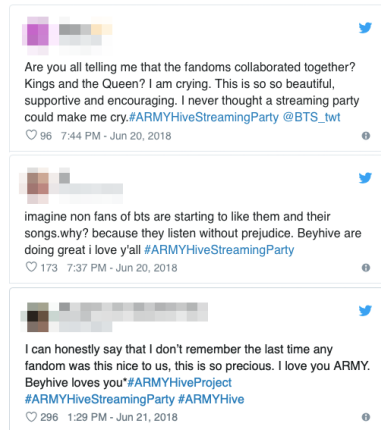 Are you all telling me that the fandoms collaborated together?
Kings and the Queen? I am crying. This is so so beautiful,
supportive and encouraging. I never thought a streaming party
could make me cry.#ARMYHiveStreamingParty @BTS_twt
96 7:44 PM - Jun 20, 2018
imagine non fans of bts are starting to like them and their
songs.why? because they listen without prejudice. Beyhive are
doing great i love y'all #ARMYHiveStreamingParty
173 7:37 PM - Jun 20, 2018
I can honestly say that I don't remember the last time any
fandom was this nice to us, this is so precious. I love you ARMY.
Beyhive loves you*#ARMYHiveProject
#ARMYHiveStreamingParty #ARMYHive
296 1:29 PM - Jun 21, 2018